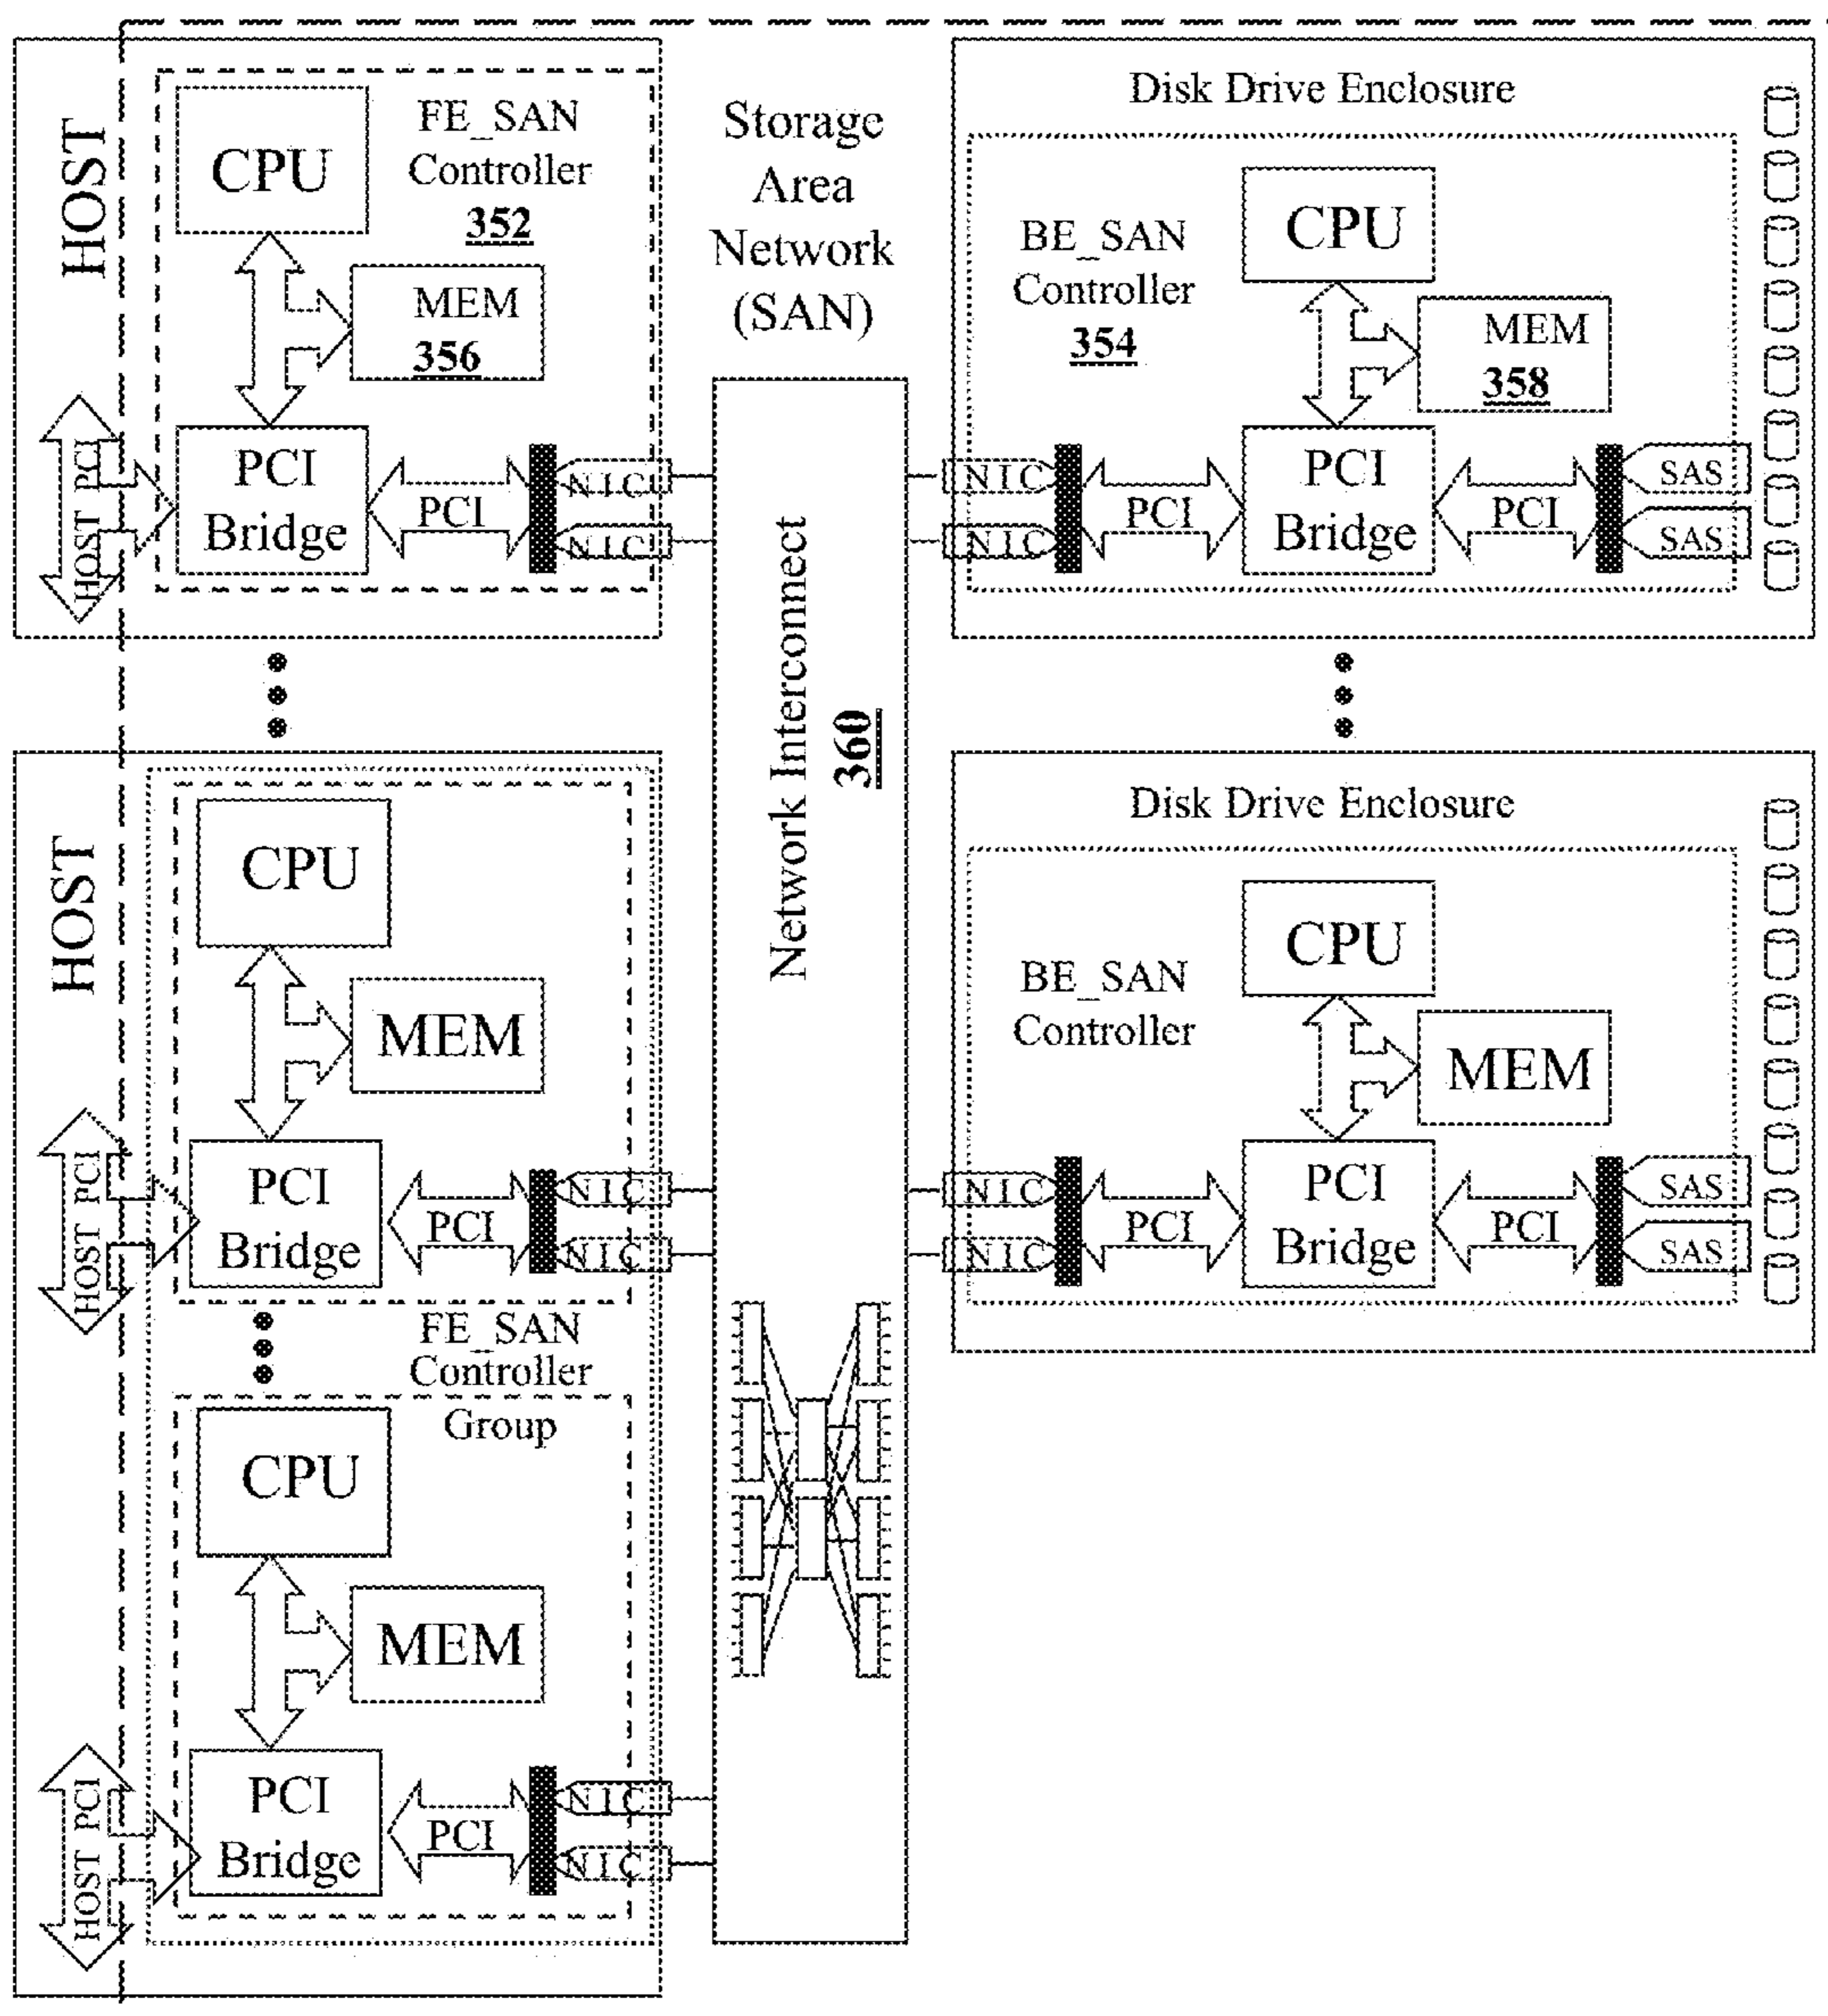 HOST
CPU
FE_SAN
Controller
352
MEM
356
HOST PCI
PCI
Bridge
PCI
NIC
NIC
Storage
Area
Network
(SAN)
Network Interconnect
360
Disk Drive Enclosure
BE_SAN
Controller
354
CPU
MEM
358
NIC
NIC
PCI
PCI
Bridge
PCI
SAS
SAS
HOST
CPU
MEM
HOST PCI
PCI
Bridge
PCI
NIC
NIC
FE_SAN
Controller
Group
CPU
MEM
HOST PCI
PCI
Bridge
PCI
NIC
NIC
Disk Drive Enclosure
BE_SAN
Controller
CPU
MEM
NIC
NIC
PCI
PCI
Bridge
PCI
SAS
SAS